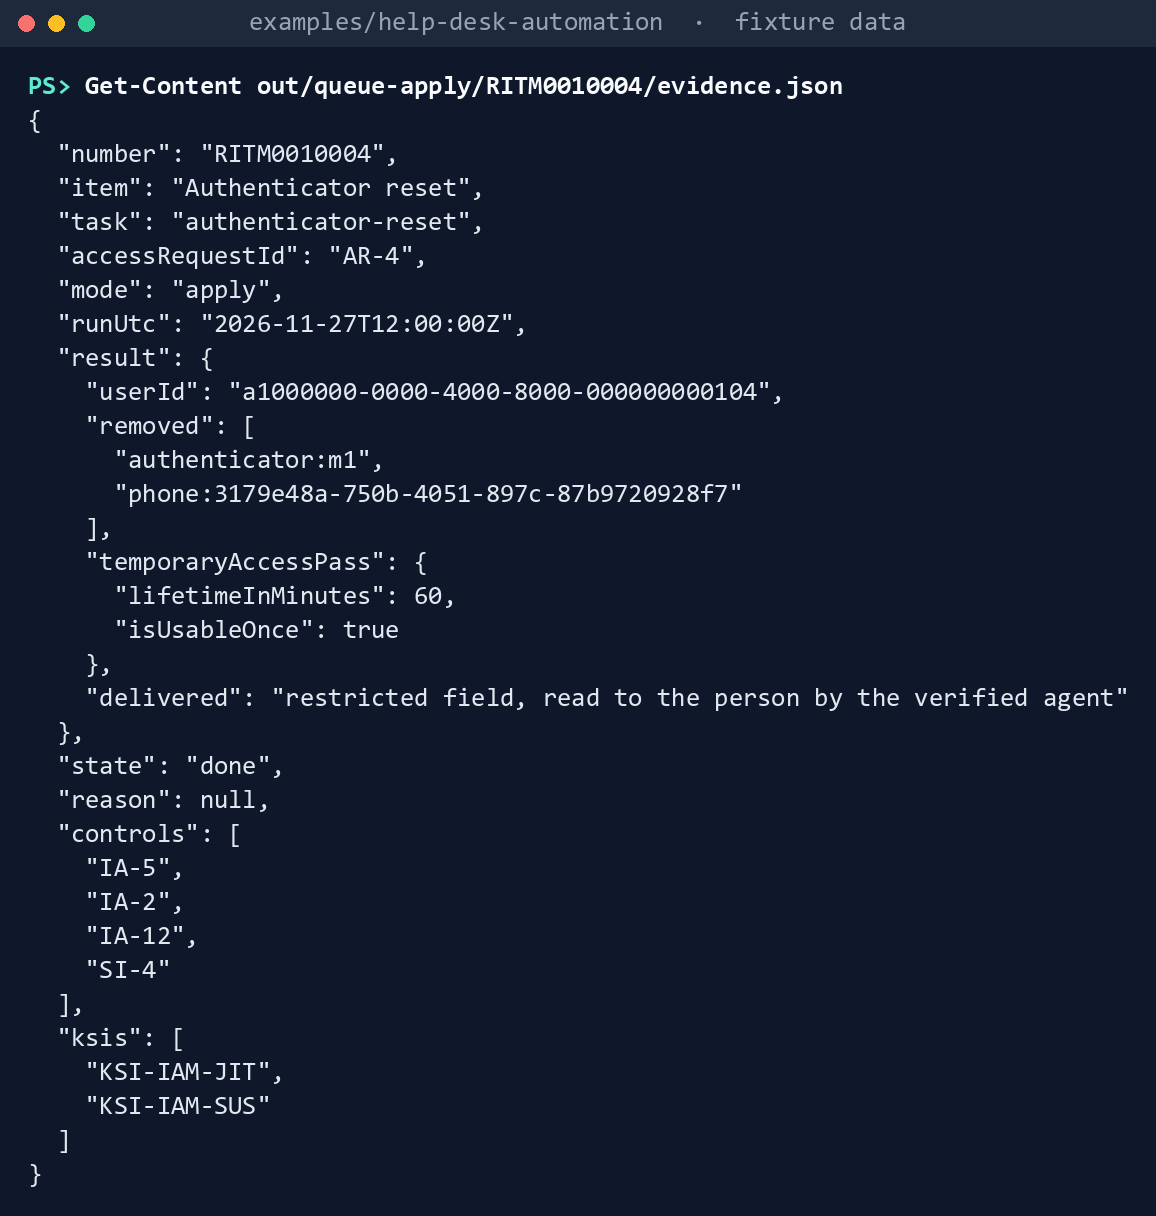 examples/help-desk-automation · fixture data
PS> Get-Content out/queue-apply/RITM0010004/evidence.json
{
  "number": "RITM0010004",
  "item": "Authenticator reset",
  "task": "authenticator-reset",
  "accessRequestId": "AR-4",
  "mode": "apply",
  "runUtc": "2026-11-27T12:00:00Z",
  "result": {
    "userId": "a1000000-0000-4000-8000-000000000104",
    "removed": [
      "authenticator:m1",
      "phone:3179e48a-750b-4051-897c-87b9720928f7"
    ],
    "temporaryAccessPass": {
      "lifetimeInMinutes": 60,
      "isUsableOnce": true
    },
    "delivered": "restricted field, read to the person by the verified agent"
  },
  "state": "done",
  "reason": null,
  "controls": [
    "IA-5",
    "IA-2",
    "IA-12",
    "SI-4"
  ],
  "ksis": [
    "KSI-IAM-JIT",
    "KSI-IAM-SUS"
  ]
}